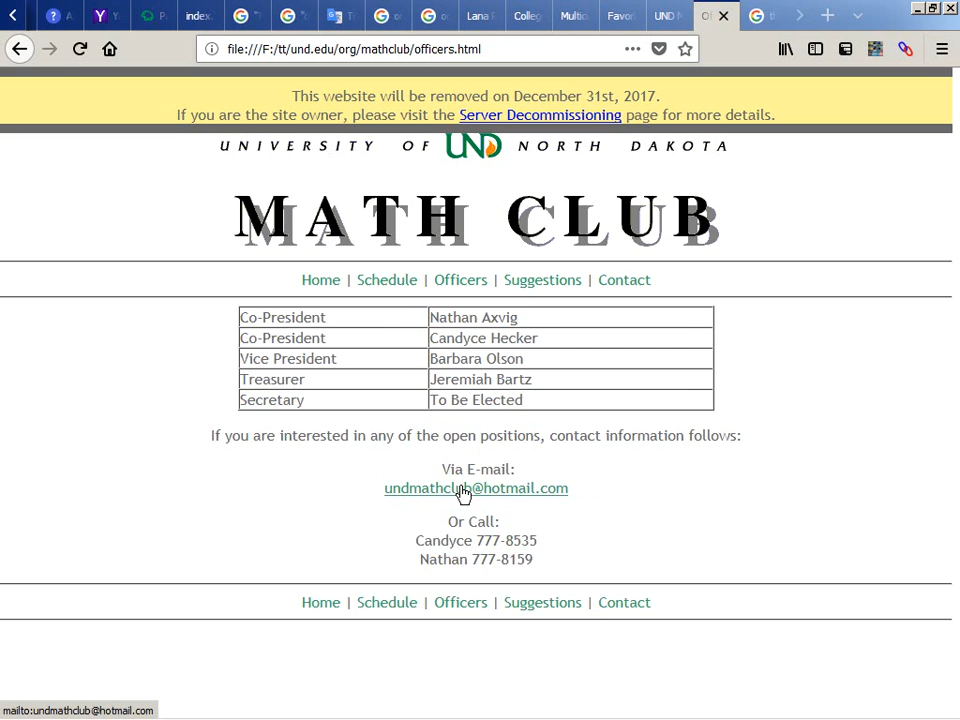 ? A
Y Y
P
index.
"
"c
T
or
o
Lana
Colleg
Multic
Favor
UND M
Of
th
file:///F:/tt/und.edu/org/mathclub/officers.html
This website will be removed on December 31st, 2017.
If you are the site owner, please visit the Server Decommissioning page for more details.
UNIVERSITY OF UND NORTH DAKOTA
MATH CLUB
Home | Schedule | Officers | Suggestions | Contact
Co-President Nathan Axvig
Co-President Candyce Hecker
Vice President Barbara Olson
Treasurer Jeremiah Bartz
Secretary To Be Elected
If you are interested in any of the open positions, contact information follows:
Via E-mail:
undmathclub@hotmail.com
Or Call:
Candyce 777-8535
Nathan 777-8159
Home | Schedule | Officers | Suggestions | Contact
mailto:undmathclub@hotmail.com